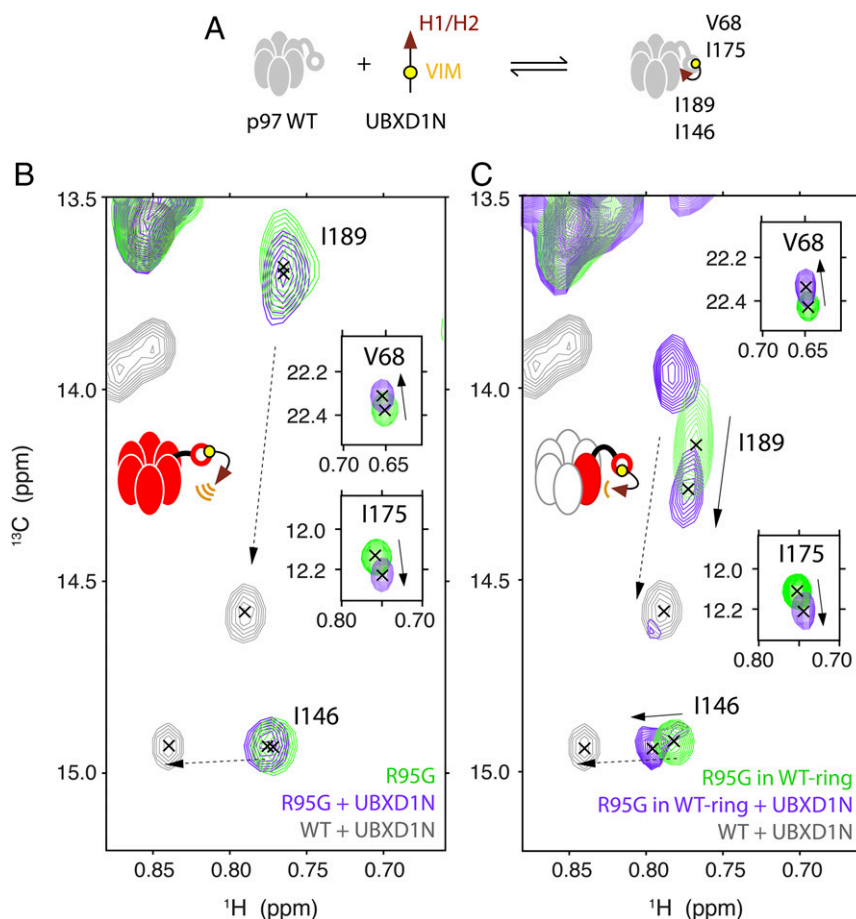 A
H1/H2
V68
I175
+
VIM
p97 WT
UBXD1N
I189
I146
B
13.5
I189
V68
22.2
22.4
0.70 0.65
14.0
I175
12.0
12.2
0.80 0.70
14.5
I146
15.0
R95G
R95G + UBXD1N
WT + UBXD1N
0.85 0.80 0.75 0.70
¹H (ppm)
¹³C (ppm)
C
13.5
V68
22.2
22.4
0.70 0.65
14.0
I189
I175
12.0
12.2
0.80 0.70
14.5
I146
15.0
R95G in WT-ring
R95G in WT-ring + UBXD1N
WT + UBXD1N
0.85 0.80 0.75 0.70
¹H (ppm)